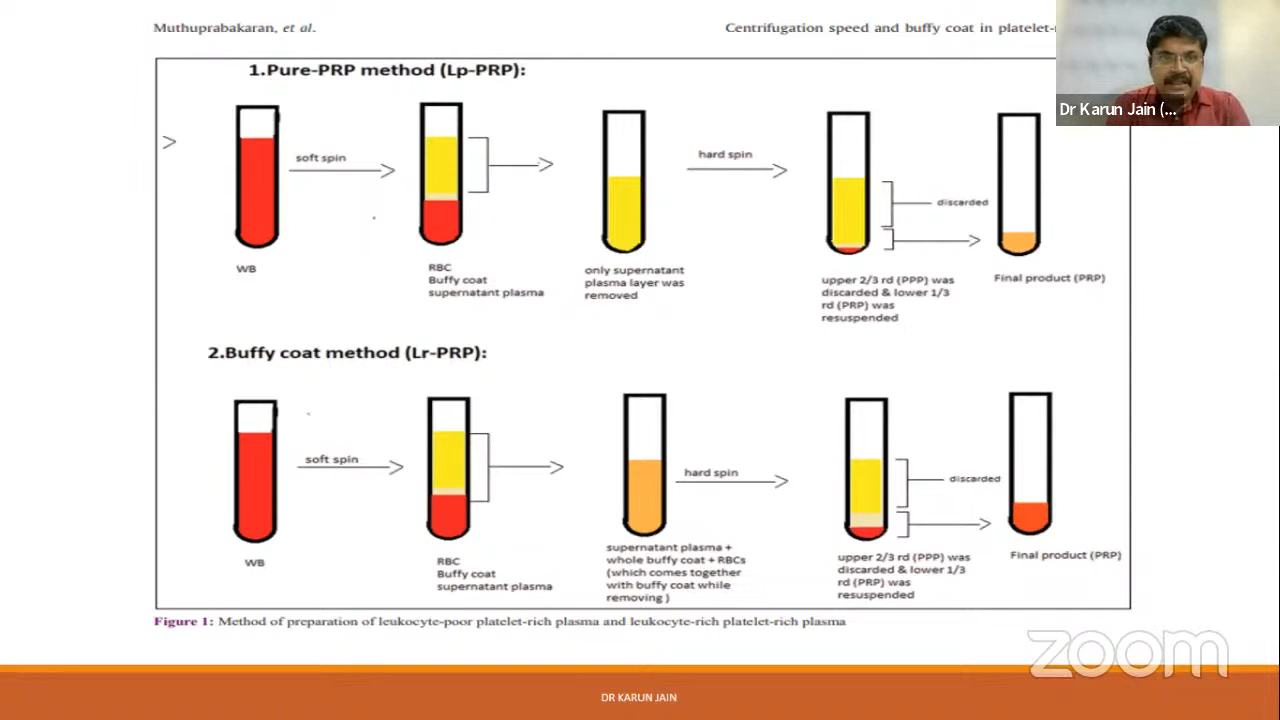 Muthuprabakaran, et al.
Centrifugation speed and buffy coat in platelet-
Dr Karun Jain (...
1.Pure-PRP method (Lp-PRP):
soft spin
hard spin
discarded
WB
RBC
Buffy coat
supernatant plasma
only supernatant
plasma layer was
removed
upper 2/3 rd (PPP) was
discarded & lower 1/3
rd (PRP) was
resuspended
Final product (PRP)
2.Buffy coat method (Lr-PRP):
soft spin
hard spin
discarded
WB
RBC
Buffy coat
supernatant plasma
supernatant plasma +
whole buffy coat + RBCs
(which comes together
with buffy coat while
removing )
upper 2/3 rd (PPP) was
discarded & lower 1/3
rd (PRP) was
resuspended
Final product (PRP)
Figure 1: Method of preparation of leukocyte-poor platelet-rich plasma and leukocyte-rich platelet-rich plasma
zoom
DR KARUN JAIN